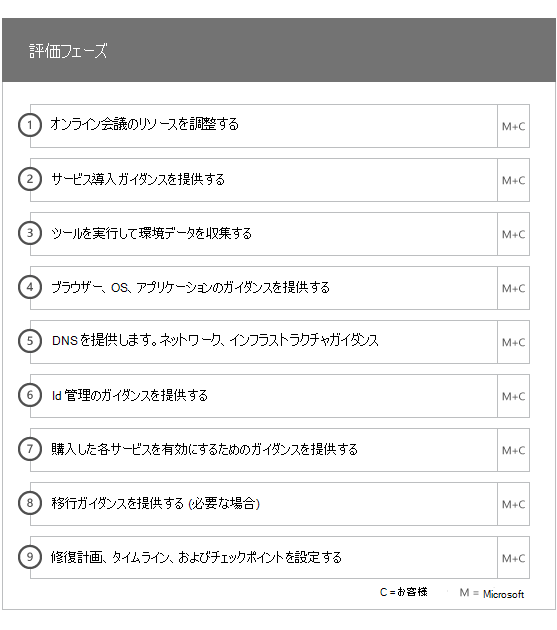 評価フェーズ
1 オンライン会議のリソースを調整する M+C
2 サービス導入ガイダンスを提供する M+C
3 ツールを実行して環境データを収集する M+C
4 ブラウザー、OS、アプリケーションのガイダンスを提供する M+C
5 DNSを提供します。ネットワーク、インフラストラクチャガイダンス M+C
6 Id 管理のガイダンスを提供する M+C
7 購入した各サービスを有効にするためのガイダンスを提供する M+C
8 移行ガイダンスを提供する (必要な場合) M+C
9 修復計画、タイムライン、およびチェックポイントを設定する M+C
C =お客様 M = Microsoft